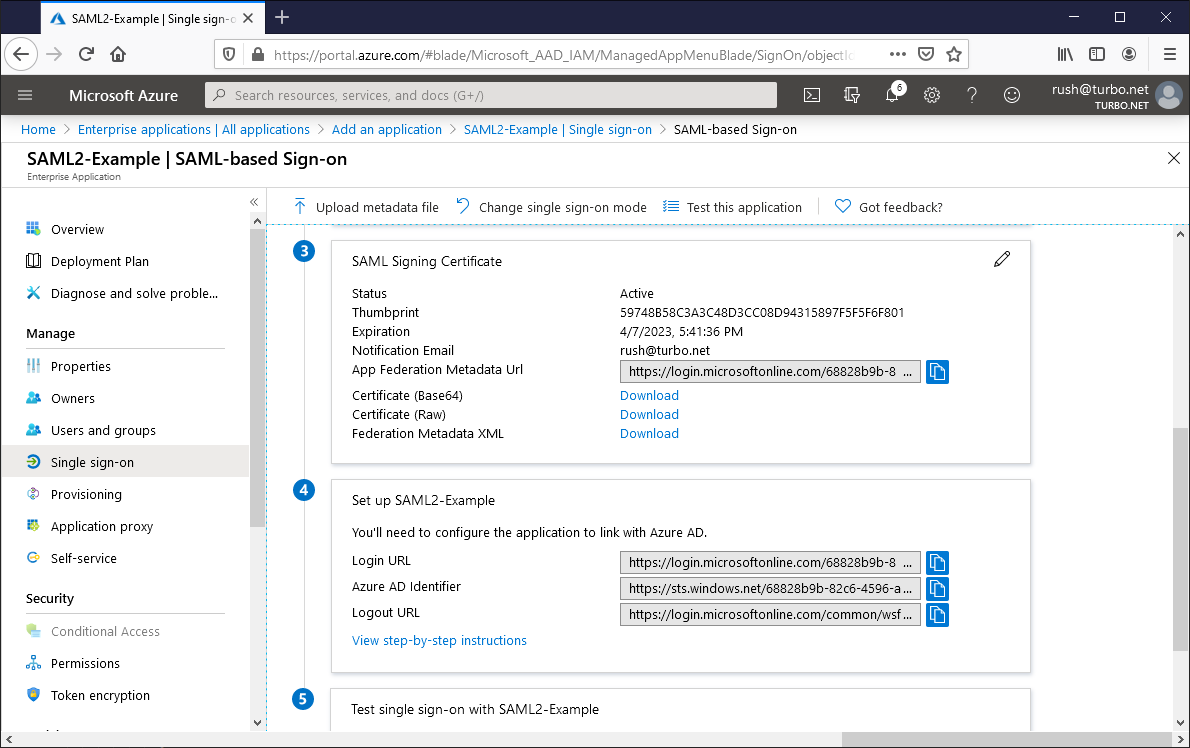 SAML2-Example | Single sign-o
https://portal.azure.com/#blade/Microsoft_AAD_IAM/ManagedAppMenuBlade/SignOn/objectId
Microsoft Azure
Search resources, services, and docs (G+/)
6
rush@turbo.net
TURBO.NET
Home > Enterprise applications | All applications > Add an application > SAML2-Example | Single sign-on > SAML-based Sign-on
SAML2-Example | SAML-based Sign-on
Enterprise Application
«
Overview
Deployment Plan
Diagnose and solve proble...
Manage
Properties
Owners
Users and groups
Single sign-on
Provisioning
Application proxy
Self-service
Security
Conditional Access
Permissions
Token encryption
Upload metadata file
Change single sign-on mode
Test this application
Got feedback?
3
SAML Signing Certificate
Status Active
Thumbprint 59748B58C3A3C48D3CC08D94315897F5F5F6F801
Expiration 4/7/2023, 5:41:36 PM
Notification Email rush@turbo.net
App Federation Metadata Url https://login.microsoftonline.com/68828b9b-8 ...
Certificate (Base64) Download
Certificate (Raw) Download
Federation Metadata XML Download
4
Set up SAML2-Example
You'll need to configure the application to link with Azure AD.
Login URL https://login.microsoftonline.com/68828b9b-8 ...
Azure AD Identifier https://sts.windows.net/68828b9b-82c6-4596-a...
Logout URL https://login.microsoftonline.com/common/wsf...
View step-by-step instructions
5
Test single sign-on with SAML2-Example